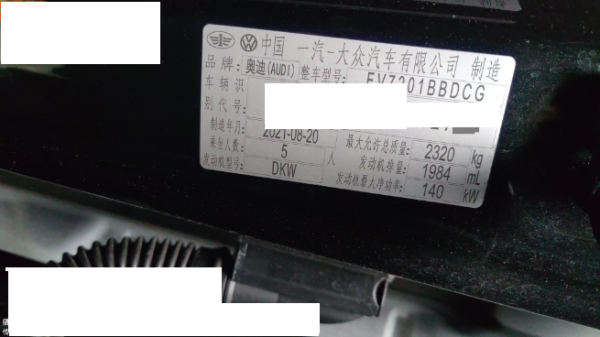 中国 一汽-大众汽车有限公司 制造
品牌: 奥迪(AUDI) 整车型号: FV7201BBDCG
车辆识
别代号:
制造年月: 2021-08-20 最大允许总质量: 2320 kg
乘坐人数: 5 人 发动机排量: 1984 mL
发动机型号: DKW 发动机最大净功率: 140 kW